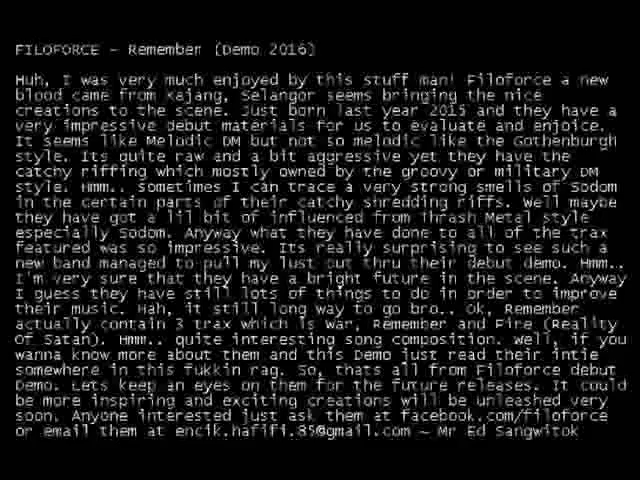 FILOFORCE - Remember (Demo 2016)
Huh, I was very much enjoyed by this stuff man! Filoforce a new
blood came from Kajang, Selangor seems bringing the nice
creations to the scene. Just born last year 2015 and they have a
very impressive debut materials for us to evaluate and enjoice.
It seems like Melodic DM but not so melodic like the Gothenburgh
style. Its quite raw and a bit aggressive yet they have the
catchy riffing which mostly owned by the groovy or military DM
style. Hmm.. Sometimes I can trace a very strong smells of Sodom
in the certain parts of their catchy shredding riffs. Well maybe
they have got a lil bit of influenced from Thrash Metal style
especially Sodom. Anyway what they have done to all of the trax
featured was so impressive. Its really surprising to see such a
new band managed to pull my lust out thru their debut demo. Hmm..
I'm very sure that they have a bright future in the scene. Anyway
I guess they have still lots of things to do in order to improve
their music. Hah, it still long way to go bro.. Ok, Remember
actually contain 3 trax which is War, Remember and Fire (Reality
Of Satan). Hmm.. quite interesting song composition. Well, if you
wanna know more about them and this Demo just read their intie
somewhere in this fukkin rag. So, thats all from Filoforce debut
Demo. Lets keep an eyes on them for the future releases. It could
be more inspiring and exciting creations will be unleashed very
soon. Anyone interested just ask them at facebook.com/filoforce
or email them at encik.hafifi.85@gmail.com ~ Mr Ed Sangwitok